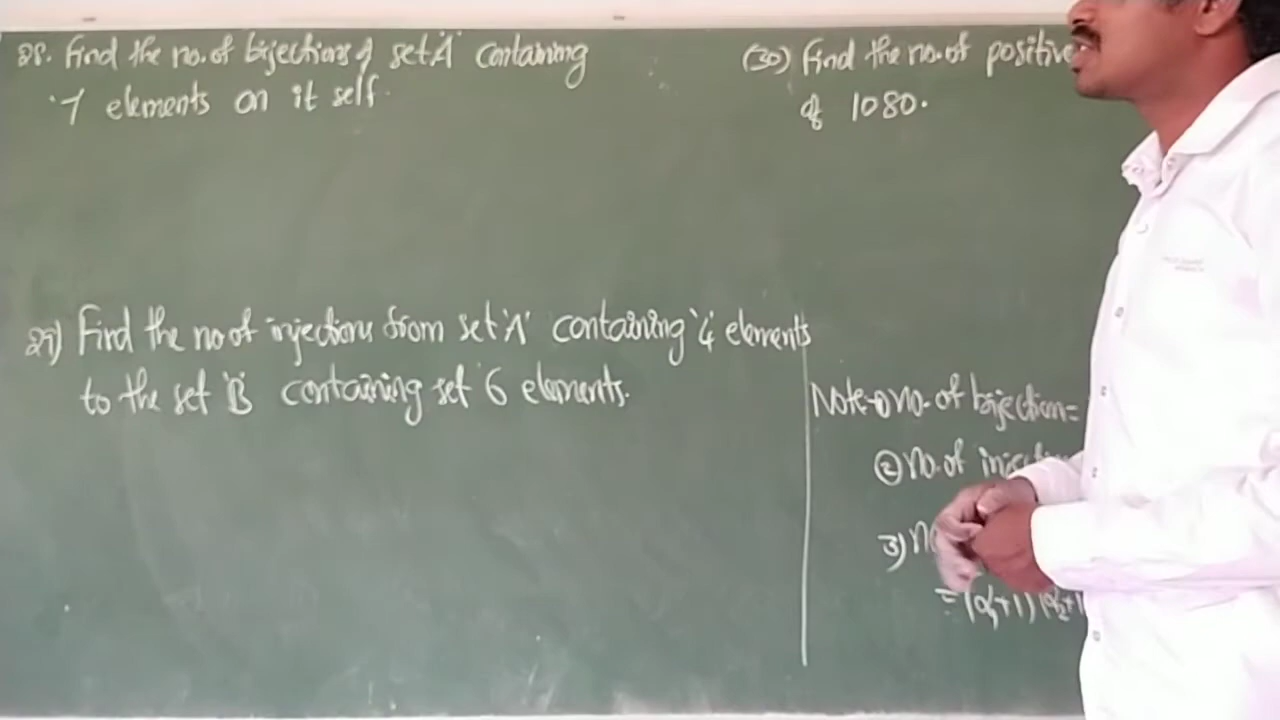 28. Find the no. of bijections of set 'A' containing
'7 elements on it self.
29) Find the no of injections from set 'A' containing '4 elements
to the set 'B' containing set '6 elements.
(30) Find the no. of positive
of 1080.
Note → ① no. of bijection =
② no. of
3)
= (α₁+1) (α₂+1